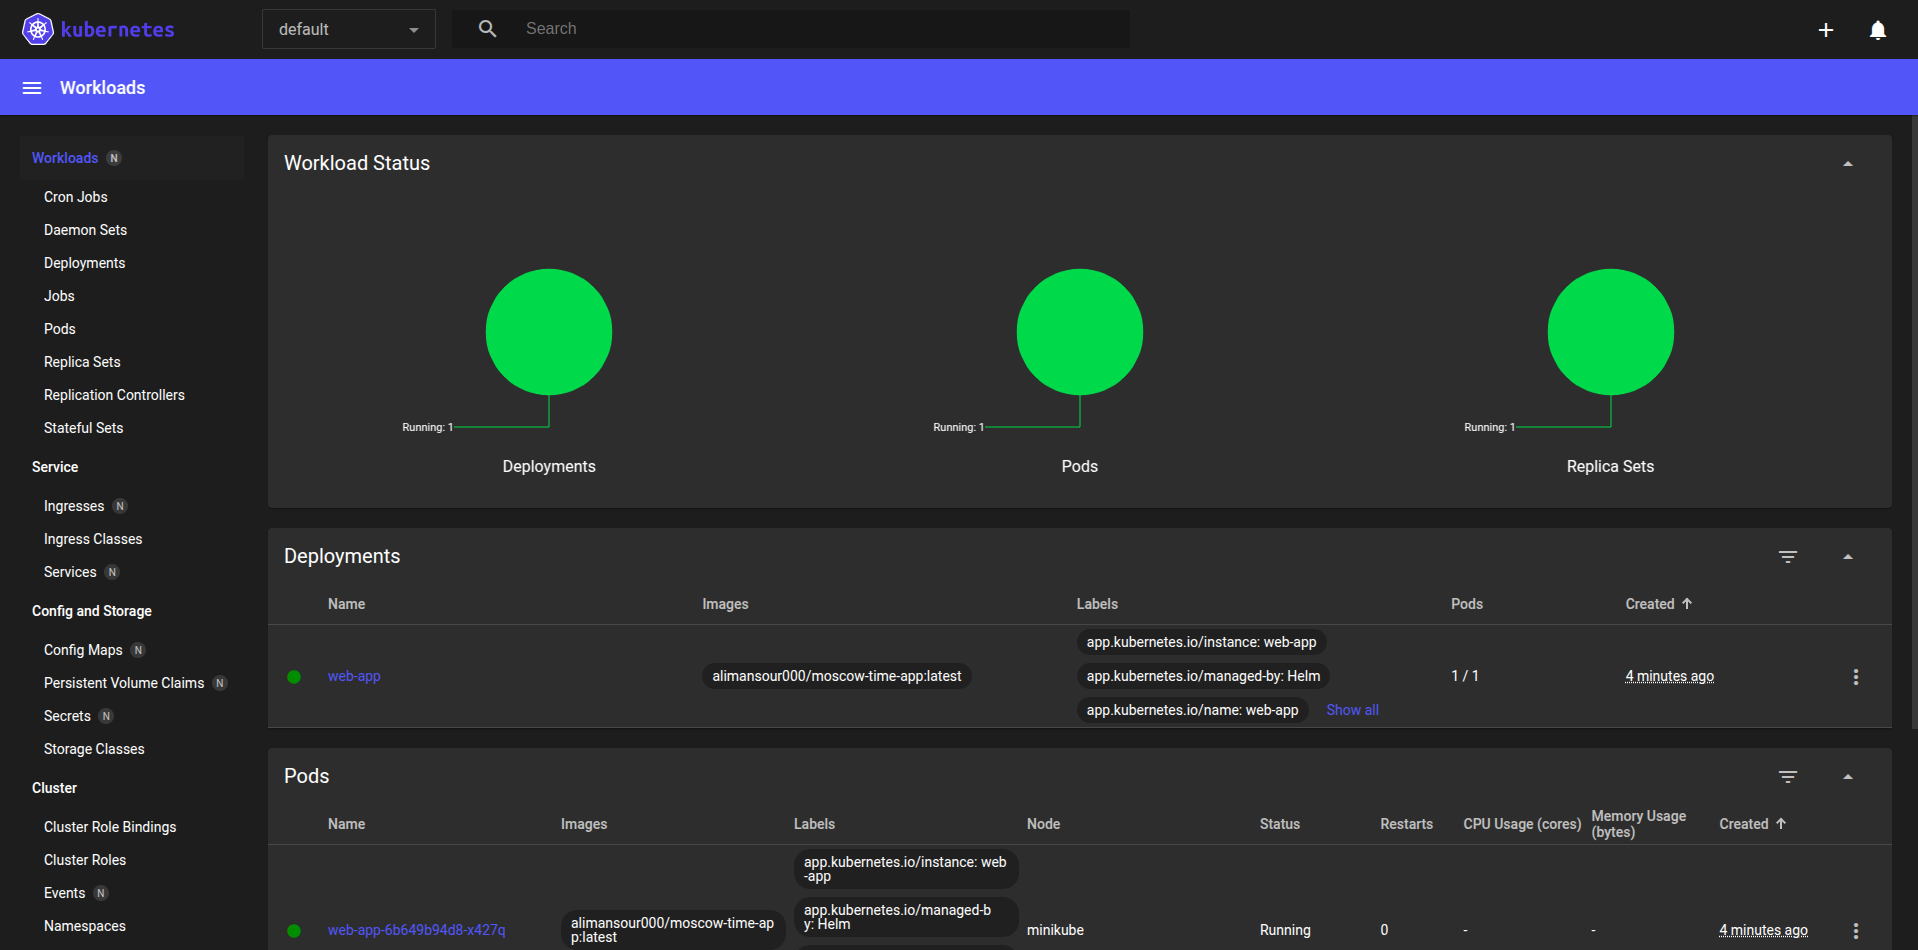 kubernetes
default
Search
Workloads
Workloads N
Cron Jobs
Daemon Sets
Deployments
Jobs
Pods
Replica Sets
Replication Controllers
Stateful Sets
Service
Ingresses N
Ingress Classes
Services N
Config and Storage
Config Maps N
Persistent Volume Claims N
Secrets N
Storage Classes
Cluster
Cluster Role Bindings
Cluster Roles
Events N
Namespaces
Workload Status
Running: 1
Deployments
Running: 1
Pods
Running: 1
Replica Sets
Deployments
Name Images Labels Pods Created
web-app
alimansour000/moscow-time-app:latest
app.kubernetes.io/instance: web-app
app.kubernetes.io/managed-by: Helm
app.kubernetes.io/name: web-app
Show all
1 / 1
4 minutes ago
Pods
Name Images Labels Node Status Restarts CPU Usage (cores) Memory Usage
(bytes) Created
web-app-6b649b94d8-x427q
alimansour000/moscow-time-ap
p:latest
app.kubernetes.io/instance: web
-app
app.kubernetes.io/managed-b
y: Helm
minikube
Running
0
-
-
4 minutes ago